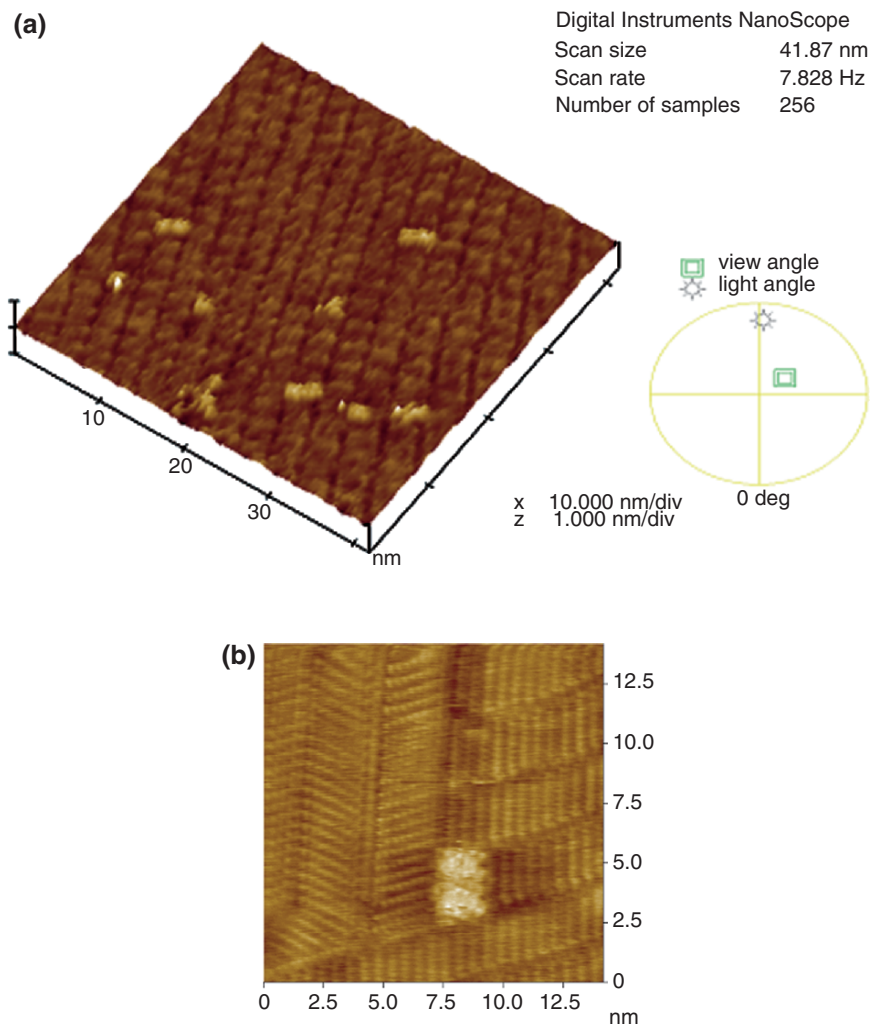 (a)
Digital Instruments NanoScope
Scan size 41.87 nm
Scan rate 7.828 Hz
Number of samples 256
view angle
light angle
10
20
30
nm
x 10.000 nm/div
z 1.000 nm/div
0 deg
(b)
12.5
10.0
7.5
5.0
2.5
0
0 2.5 5.0 7.5 10.0 12.5
nm